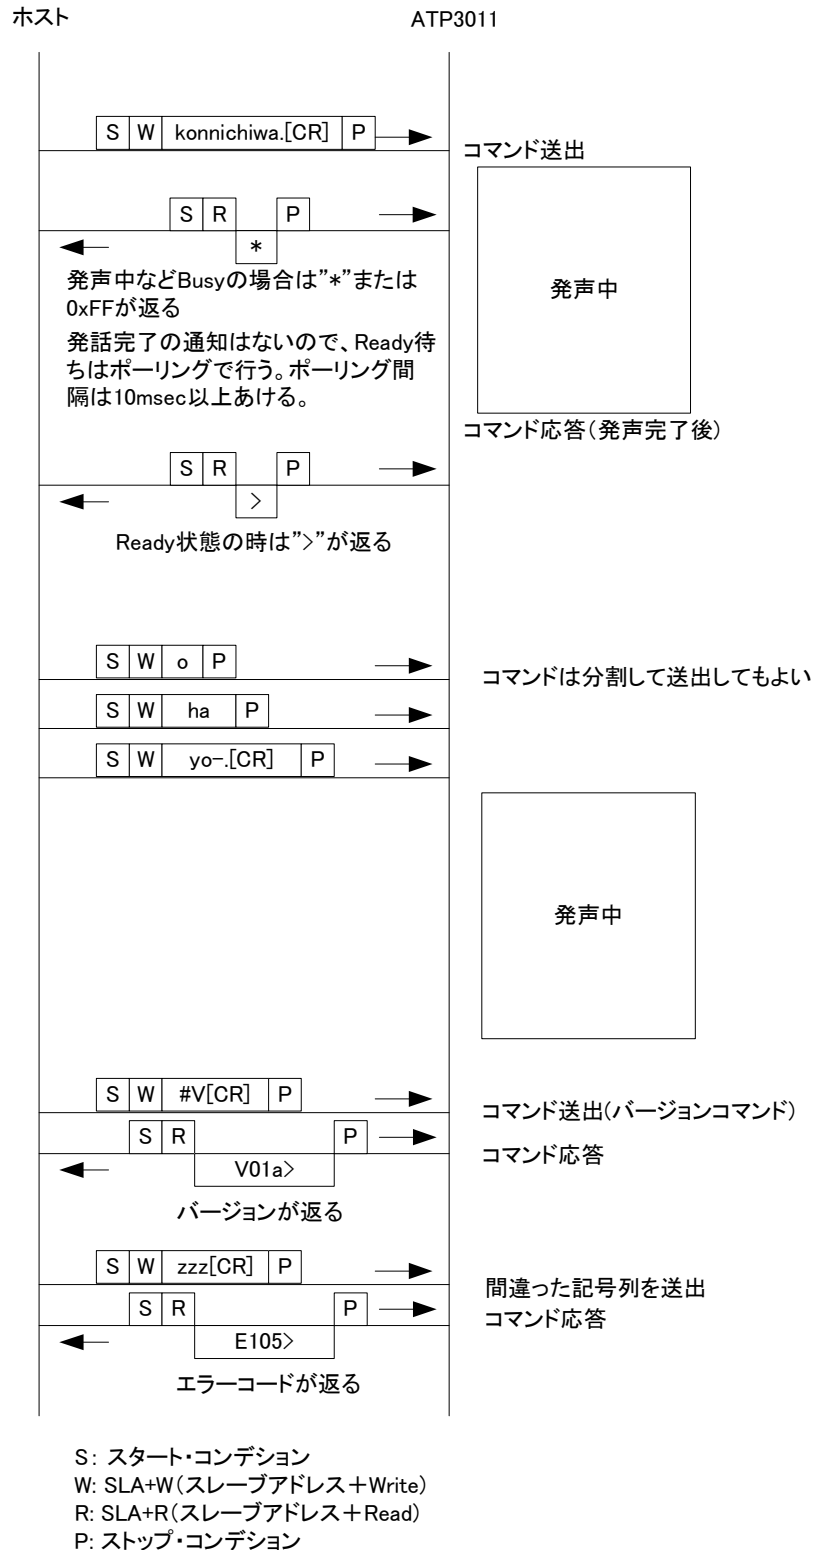 ホスト
ATP3011
S W konnichiwa.[CR] P
コマンド送出
S R P
*
発声中などBusyの場合は”*”または
0xFFが返る
発話完了の通知はないので、Ready待
ちはポーリングで行う。ポーリング間
隔は10msec以上あける。
発声中
コマンド応答(発声完了後)
S R P
>
Ready状態の時は”>”が返る
S W o P
コマンドは分割して送出してもよい
S W ha P
S W yo-.[CR] P
発声中
S W #V[CR] P
コマンド送出(バージョンコマンド)
S R P
コマンド応答
V01a>
バージョンが返る
S W zzz[CR] P
間違った記号列を送出
S R P
コマンド応答
E105>
エラーコードが返る
S: スタート・コンデション
W: SLA+W(スレーブアドレス+Write)
R: SLA+R(スレーブアドレス+Read)
P: ストップ・コンデション